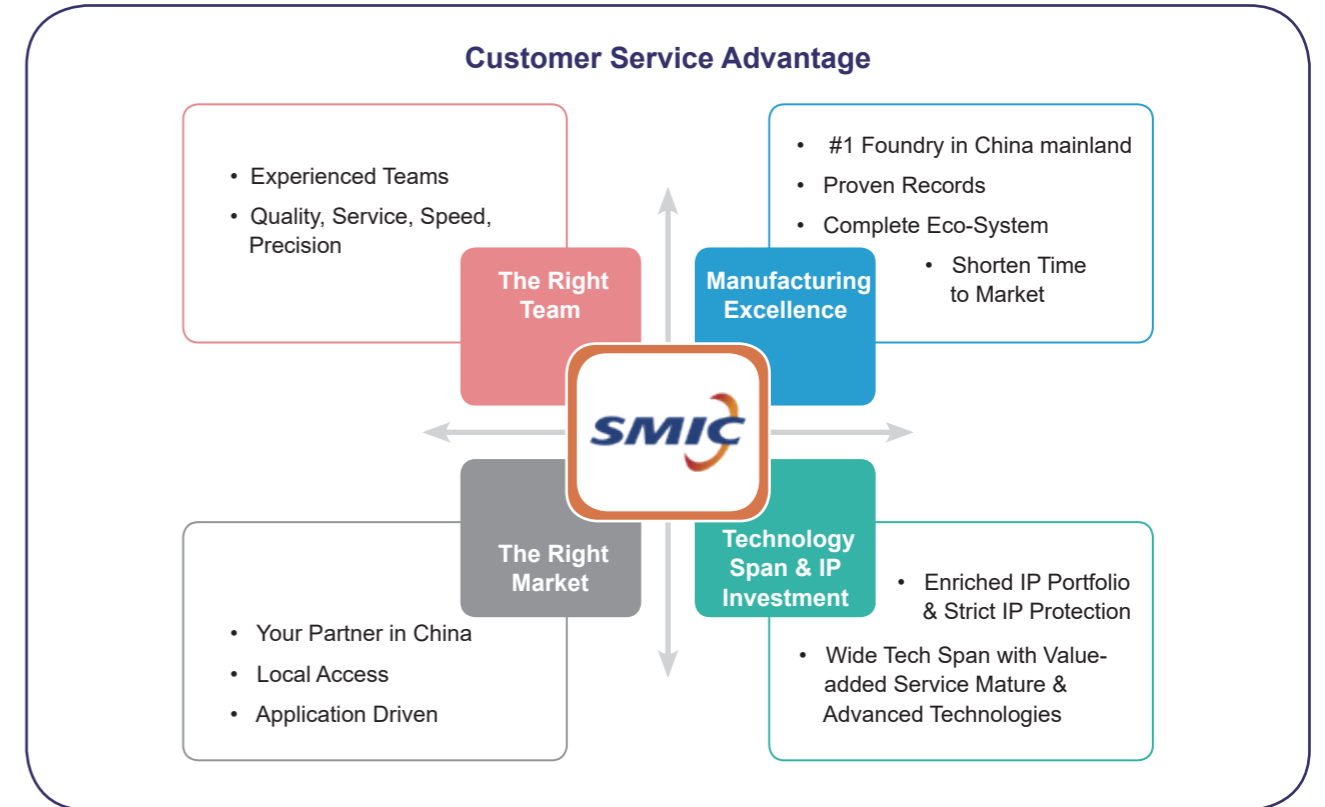 Customer Service Advantage
• Experienced Teams
• Quality, Service, Speed,
Precision
The Right
Team
• #1 Foundry in China mainland
• Proven Records
• Complete Eco-System
• Shorten Time
to Market
Manufacturing
Excellence
SMIC
The Right
Market
• Your Partner in China
• Local Access
• Application Driven
Technology
Span & IP
Investment
• Enriched IP Portfolio
& Strict IP Protection
• Wide Tech Span with Value-
added Service Mature &
Advanced Technologies